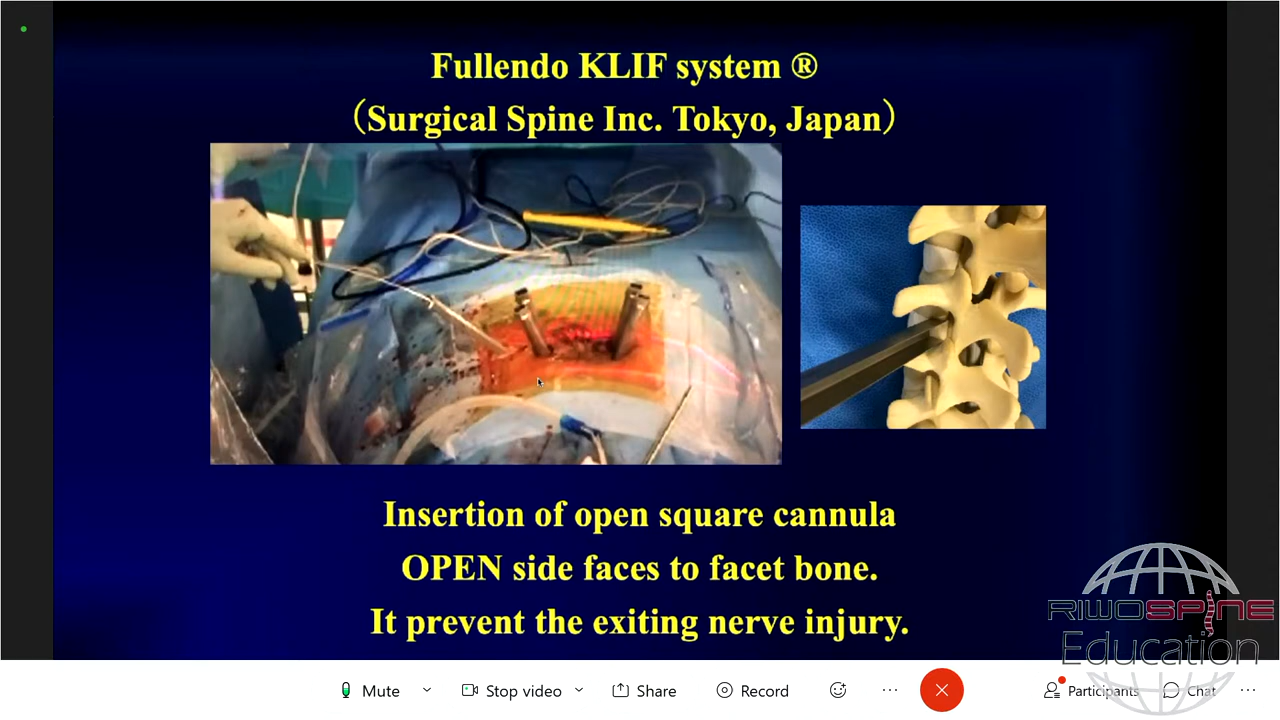 Fullendo KLIF system ®
（Surgical Spine Inc. Tokyo, Japan）
Insertion of open square cannula
OPEN side faces to facet bone.
It prevent the exiting nerve injury.
RIWOSPINE
Education
Mute
Stop video
Share
Record
Participants
Chat